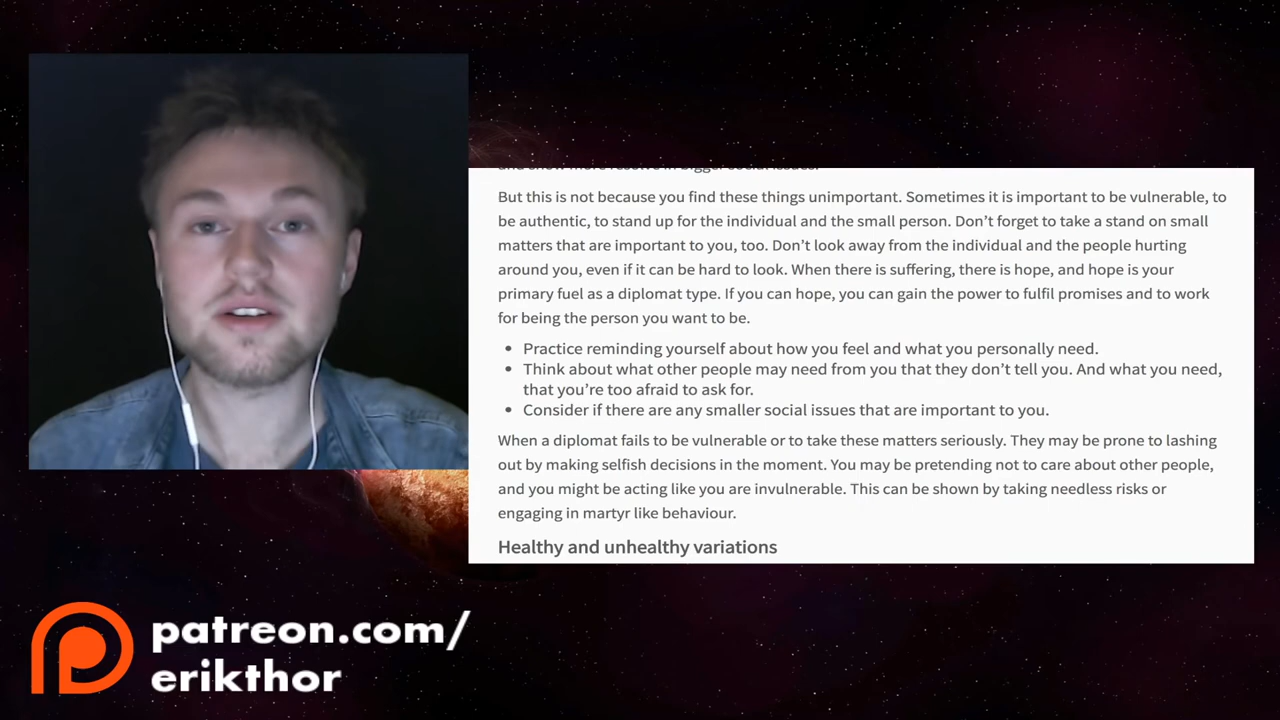 But this is not because you find these things unimportant. Sometimes it is important to be vulnerable, to
be authentic, to stand up for the individual and the small person. Don’t forget to take a stand on small
matters that are important to you, too. Don’t look away from the individual and the people hurting
around you, even if it can be hard to look. When there is suffering, there is hope, and hope is your
primary fuel as a diplomat type. If you can hope, you can gain the power to fulfil promises and to work
for being the person you want to be.
• Practice reminding yourself about how you feel and what you personally need.
• Think about what other people may need from you that they don’t tell you. And what you need,
that you’re too afraid to ask for.
• Consider if there are any smaller social issues that are important to you.
When a diplomat fails to be vulnerable or to take these matters seriously. They may be prone to lashing
out by making selfish decisions in the moment. You may be pretending not to care about other people,
and you might be acting like you are invulnerable. This can be shown by taking needless risks or
engaging in martyr like behaviour.
Healthy and unhealthy variations
patreon.com/
erikthor